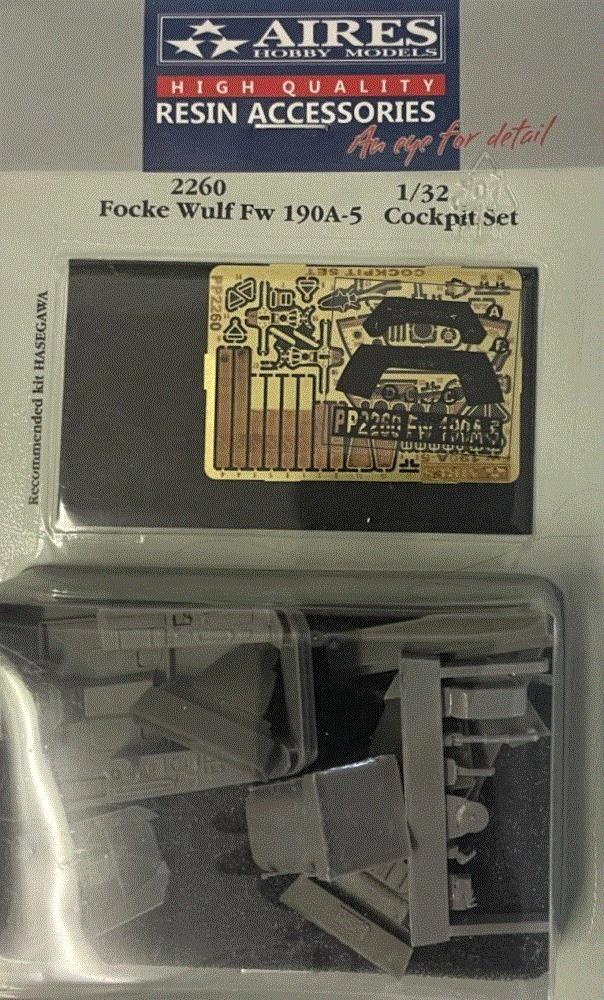 AIRES
HOBBY MODELS
HIGH QUALITY
RESIN ACCESSORIES
An eye for detail
2260 1/32
Focke Wulf Fw 190A-5 Cockpit Set
Recommended kit HASEGAWA
COCKPIT SET
PP2260
A
PP2260 Fw 190A-5